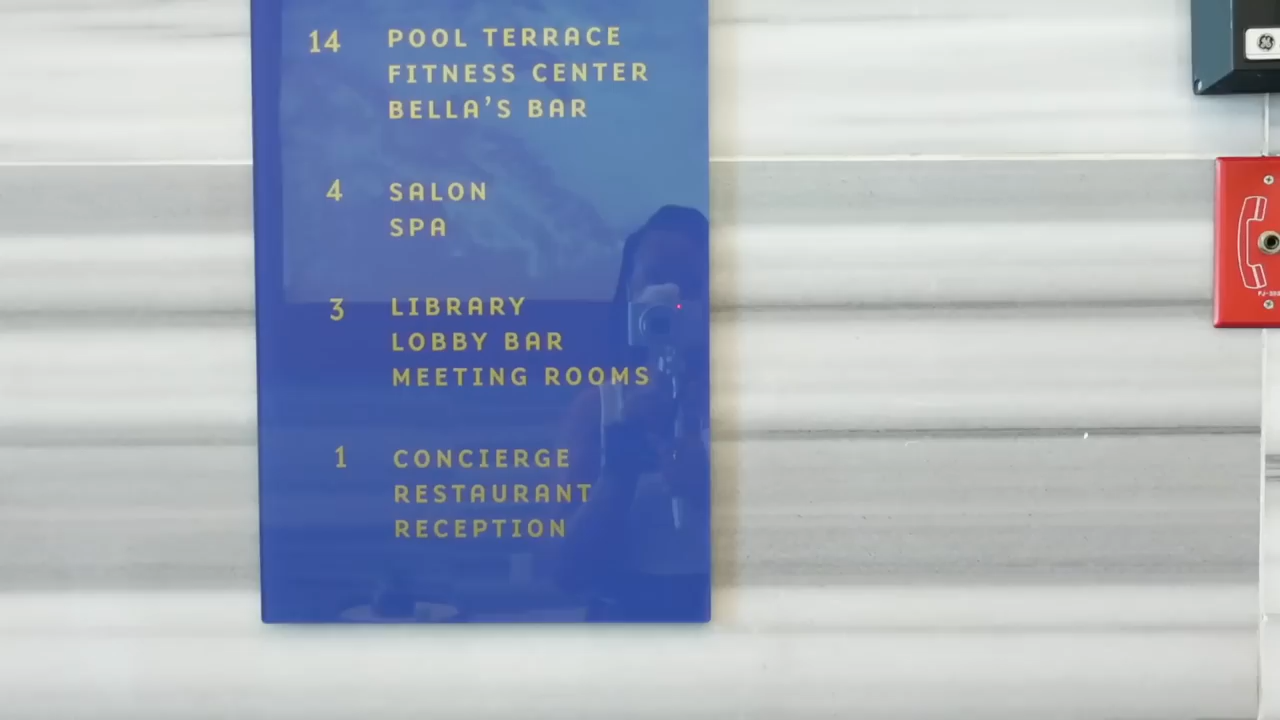 14 POOL TERRACE
FITNESS CENTER
BELLA'S BAR
4 SALON
SPA
3 LIBRARY
LOBBY BAR
MEETING ROOMS
1 CONCIERGE
RESTAURANT
RECEPTION